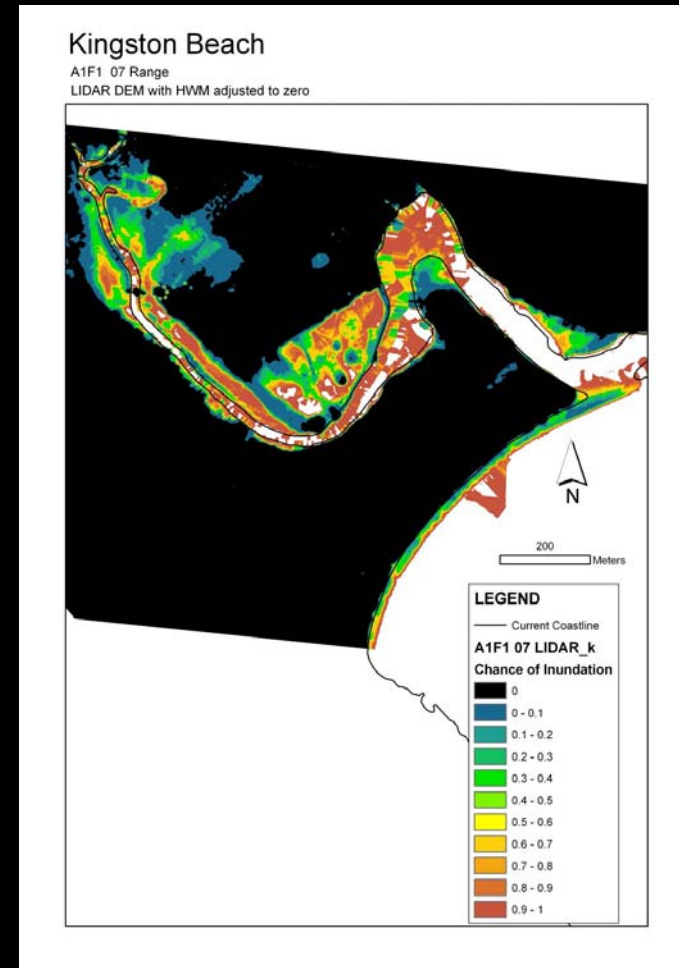 Kingston Beach
A1F1 07 Range
LIDAR DEM with HWM adjusted to zero
N
200
Meters
LEGEND
Current Coastline
A1F1 07 LIDAR_k
Chance of Inundation
0
0 - 0.1
0.1 - 0.2
0.2 - 0.3
0.3 - 0.4
0.4 - 0.5
0.5 - 0.6
0.6 - 0.7
0.7 - 0.8
0.8 - 0.9
0.9 - 1